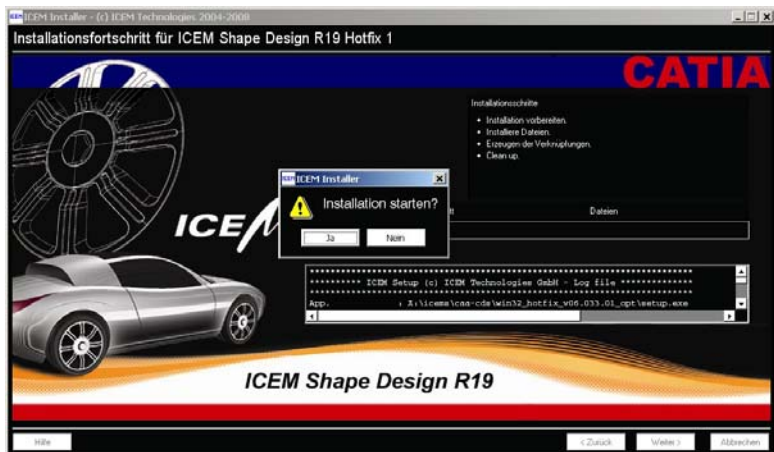 ICEM Installer - (c) ICEM Technologies 2004-2008
Installationsfortschritt für ICEM Shape Design R19 Hotfix 1
CATIA
Installationsschritte
Installation vorbereiten.
Installiere Dateien.
Erzeugen der Verknüpfungen.
Clean up.
ICEM Installer
Installation starten?
Ja
Nein
Dateien
ICEM
*********** ICEM Setup (c) ICEM Technologies GmbH - Log file *************
App. : X:\icems\caa-cds\win32_hotfix_v06.033.01_opt\setup.exe
ICEM Shape Design R19
Hilfe
< Zurück
Weiter >
Abbrechen